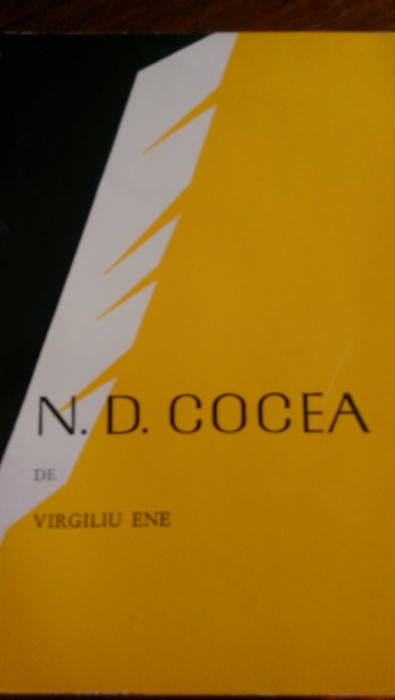 N. D. COCEA
DE
VIRGILIU ENE